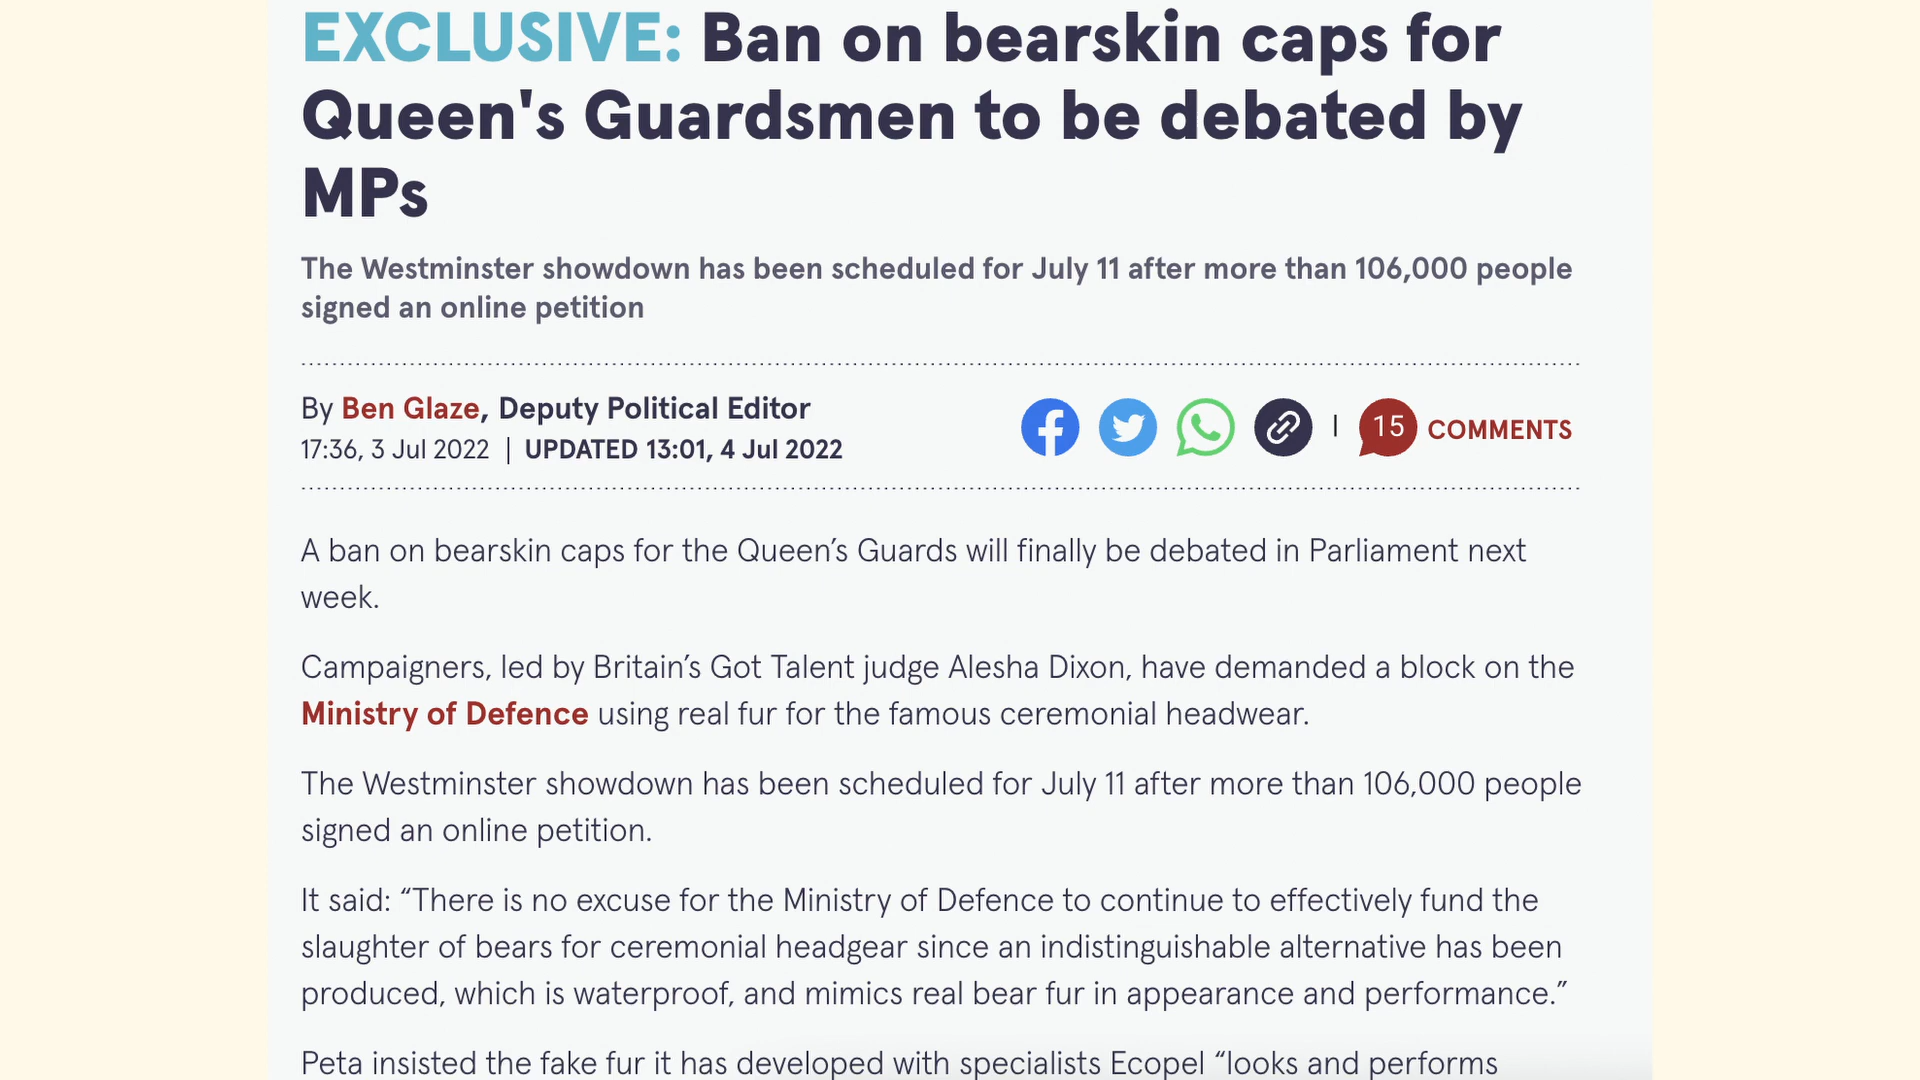 EXCLUSIVE: Ban on bearskin caps for
Queen's Guardsmen to be debated by
MPs
The Westminster showdown has been scheduled for July 11 after more than 106,000 people
signed an online petition
By Ben Glaze, Deputy Political Editor
17:36, 3 Jul 2022 | UPDATED 13:01, 4 Jul 2022
15 COMMENTS
A ban on bearskin caps for the Queen’s Guards will finally be debated in Parliament next
week.
Campaigners, led by Britain’s Got Talent judge Alesha Dixon, have demanded a block on the
Ministry of Defence using real fur for the famous ceremonial headwear.
The Westminster showdown has been scheduled for July 11 after more than 106,000 people
signed an online petition.
It said: “There is no excuse for the Ministry of Defence to continue to effectively fund the
slaughter of bears for ceremonial headgear since an indistinguishable alternative has been
produced, which is waterproof, and mimics real bear fur in appearance and performance.”
Peta insisted the fake fur it has developed with specialists Ecopel “looks and performs